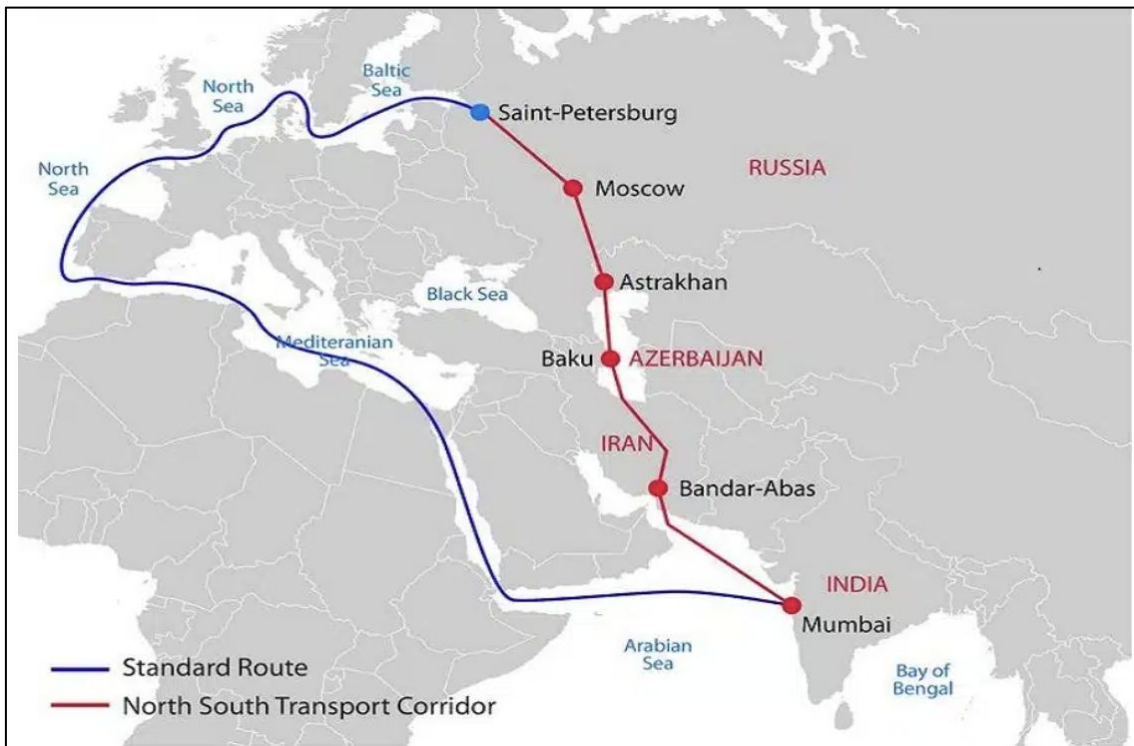 Baltic
Sea
North
Sea
Saint-Petersburg
North
Sea
RUSSIA
Moscow
Astrakhan
Black Sea
Mediteranian
Sea
Baku
AZERBAIJAN
IRAN
Bandar-Abas
INDIA
Mumbai
Arabian
Sea
Bay of
Bengal
Standard Route
North South Transport Corridor